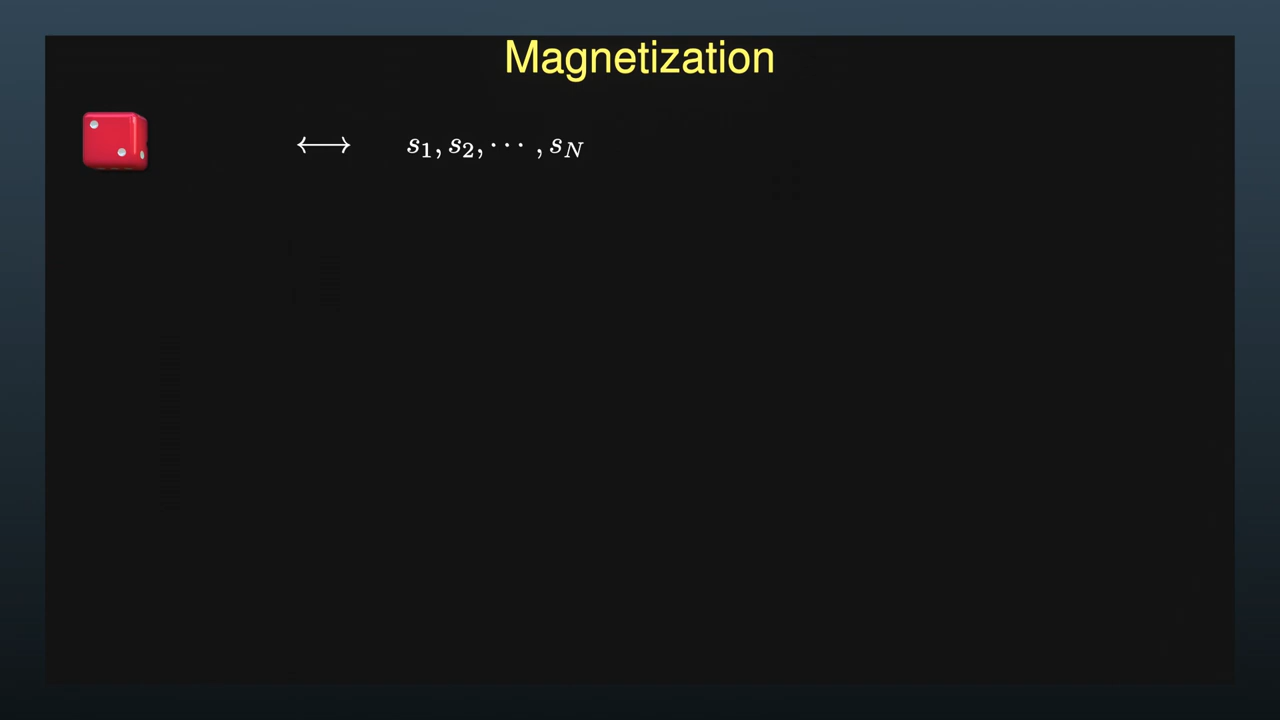 Magnetization
⟷ s₁, s₂, ⋯ , s_N